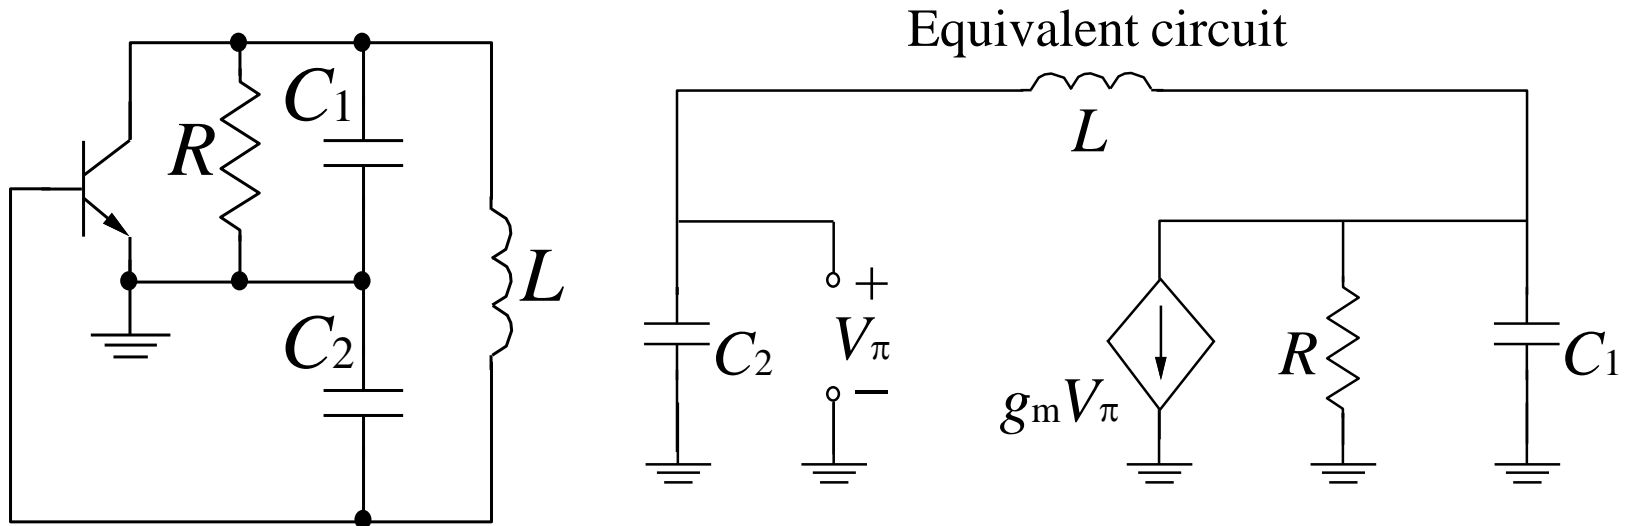 Equivalent circuit
C1
R
L
C2
L
+
Vπ
−
C2
gmVπ
R
C1